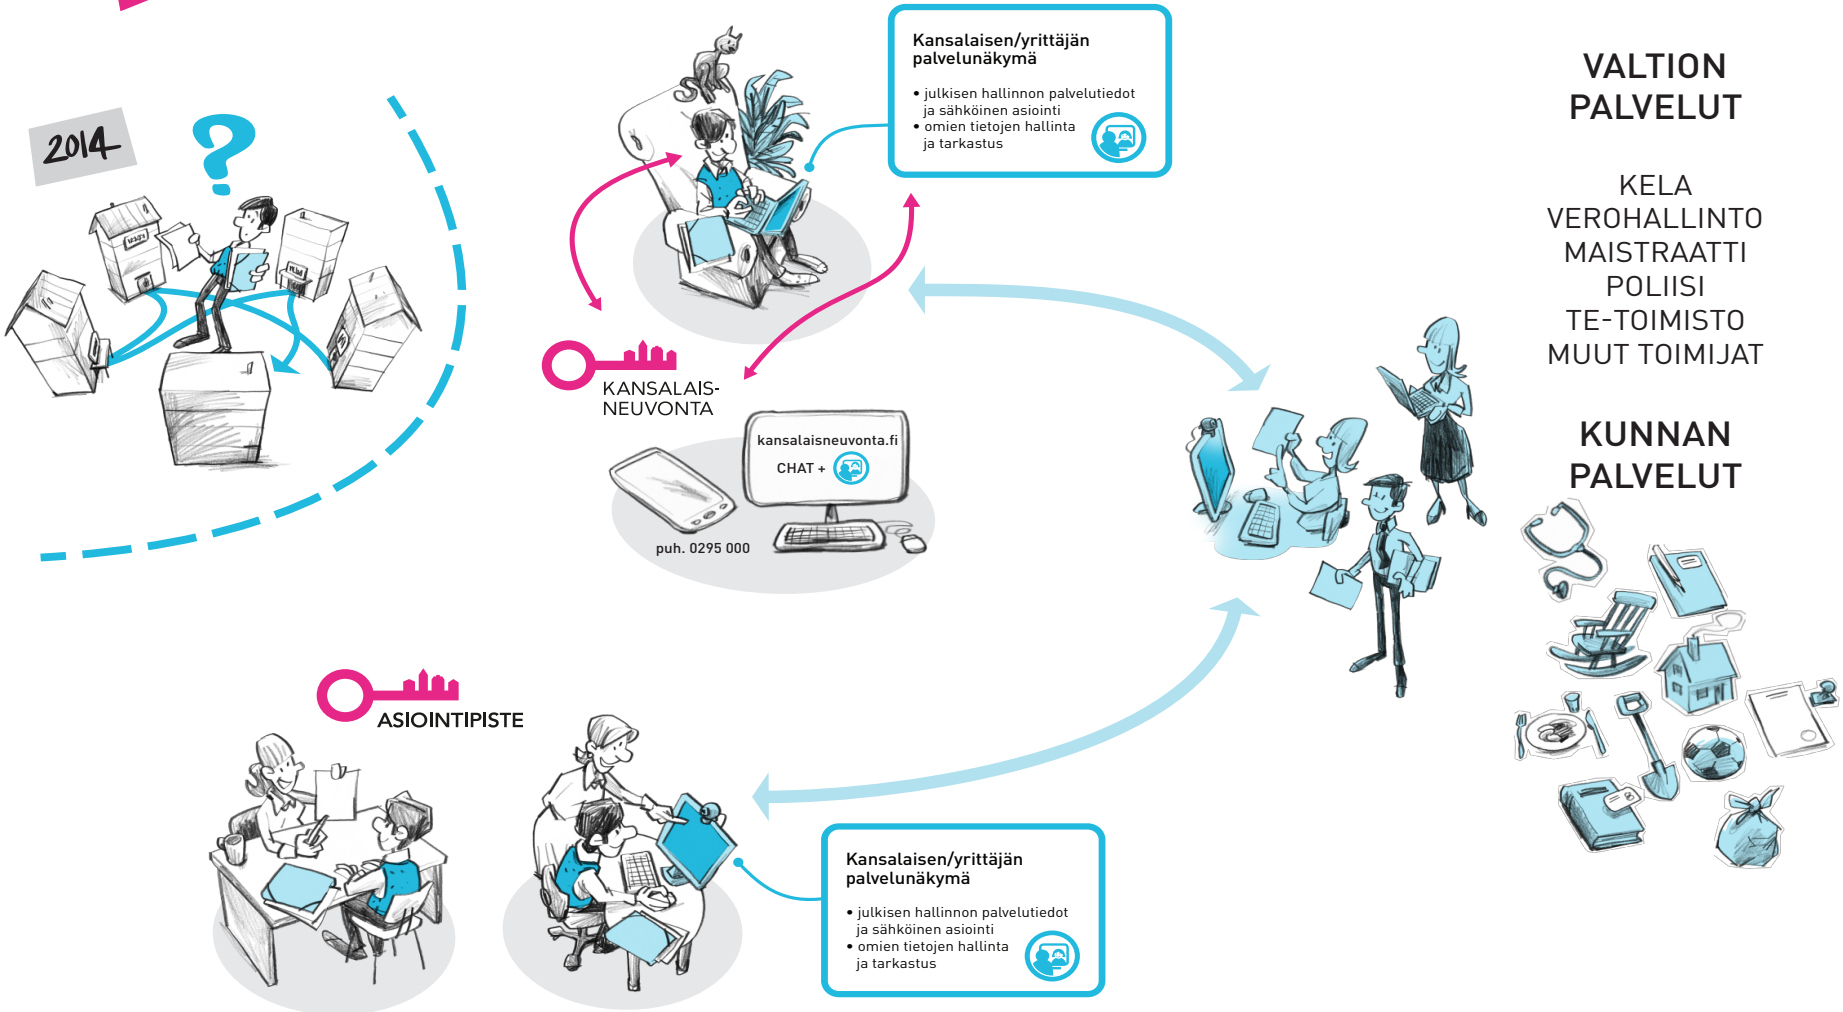 2014
?
Kansalaisen/yrittäjän
palvelunäkymä
• julkisen hallinnon palvelutiedot
ja sähköinen asiointi
• omien tietojen hallinta
ja tarkastus
KANSALAIS-
NEUVONTA
kansalaisneuvonta.fi
CHAT +
puh. 0295 000
ASIOINTIPISTE
Kansalaisen/yrittäjän
palvelunäkymä
• julkisen hallinnon palvelutiedot
ja sähköinen asiointi
• omien tietojen hallinta
ja tarkastus
VALTION
PALVELUT
KELA
VEROHALLINTO
MAISTRAATTI
POLIISI
TE-TOIMISTO
MUUT TOIMIJAT
KUNNAN
PALVELUT